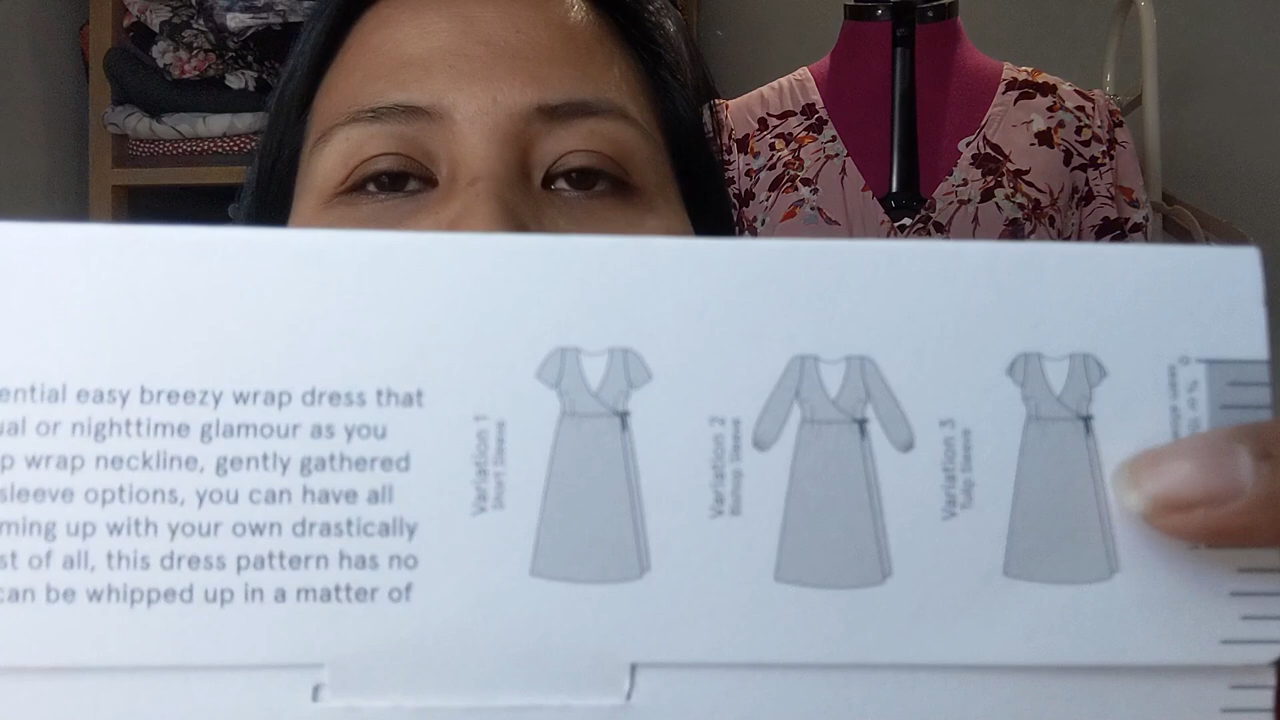 ential easy breezy wrap dress that
ual or nighttime glamour as you
p wrap neckline, gently gathered
sleeve options, you can have all
ming up with your own drastically
st of all, this dress pattern has no
can be whipped up in a matter of
Variation 1
Short Sleeve
Variation 2
Bishop Sleeve
Variation 3
Tulip Sleeve
0